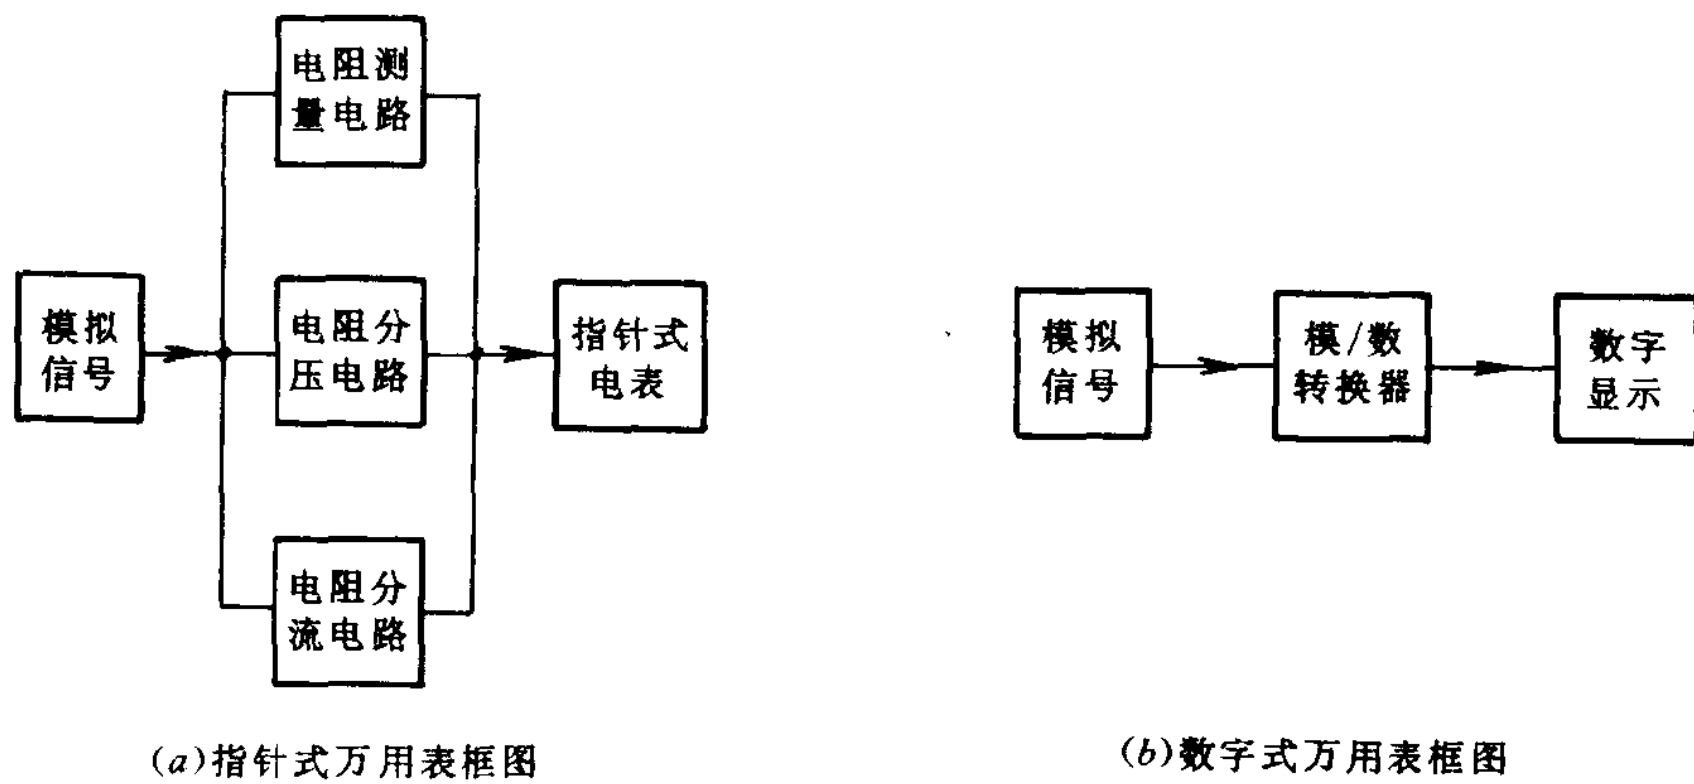 电阻测
量电路
模拟
信号
电阻分
压电路
指针式
电表
电阻分
流电路
(a)指针式万用表框图
模拟
信号
模/数
转换器
数字
显示
(b)数字式万用表框图